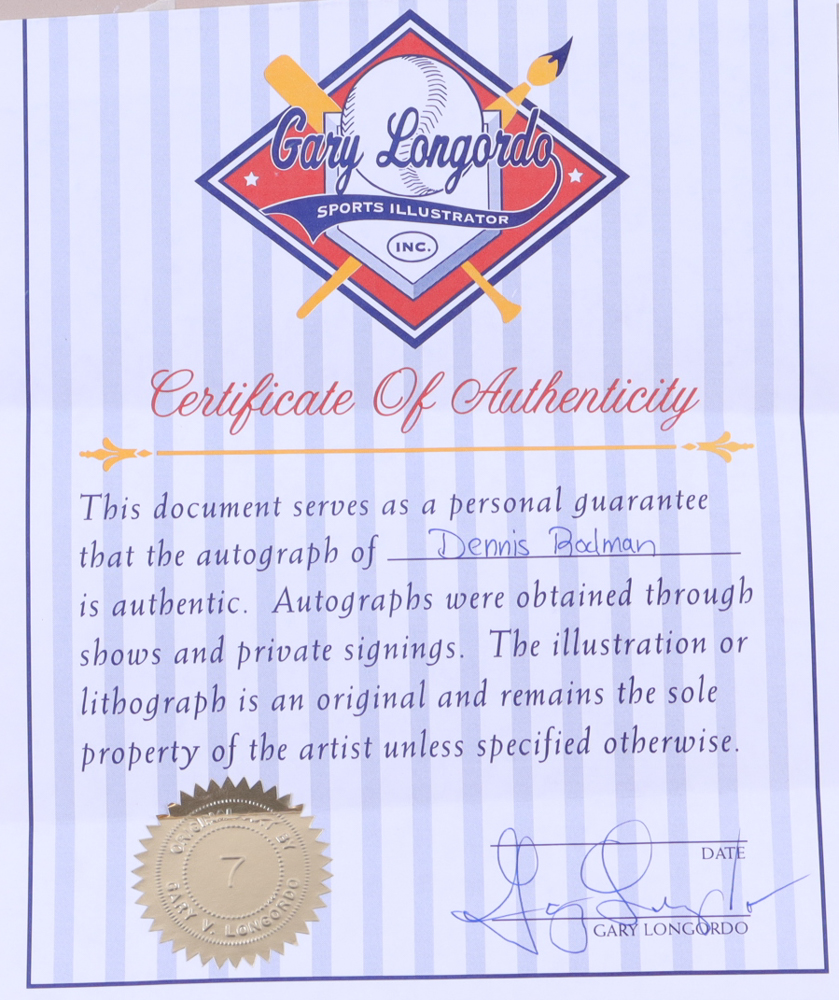 Gary Longordo
SPORTS ILLUSTRATOR
INC.
Certificate Of Authenticity
This document serves as a personal guarantee
that the autograph of Dennis Rodman
is authentic. Autographs were obtained through
shows and private signings. The illustration or
lithograph is an original and remains the sole
property of the artist unless specified otherwise.
BY
7
GARY V. LONGORDO
DATE
GARY LONGORDO